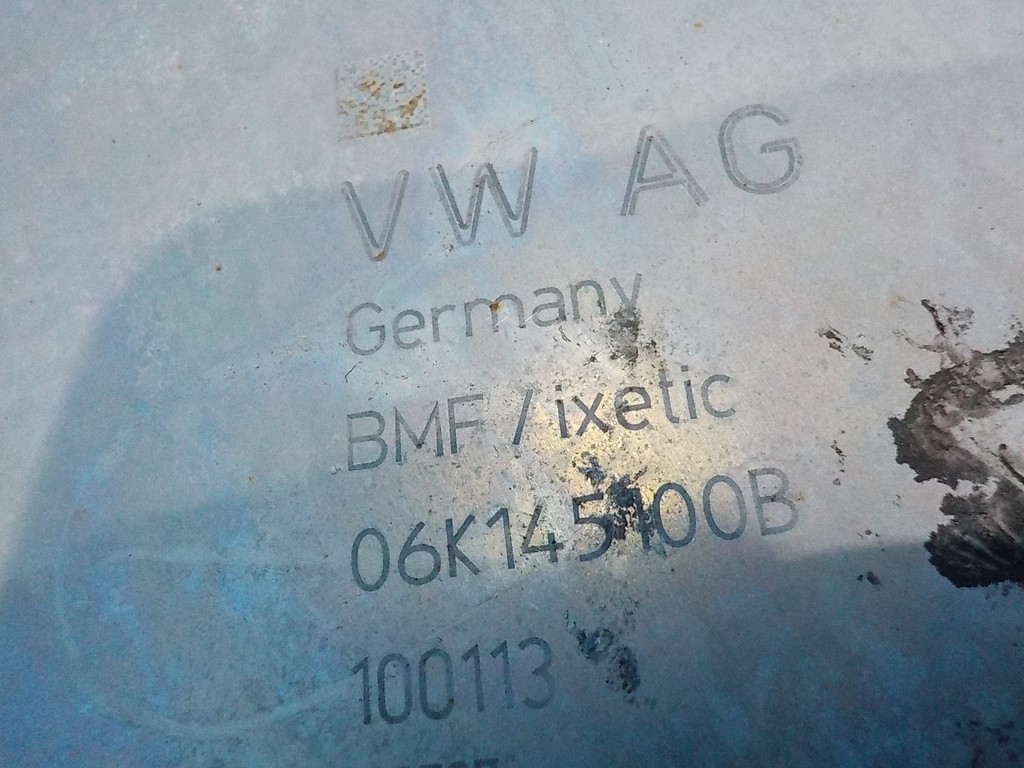 VW AG
Germany
BMF / ixetic
06K145100B
100113